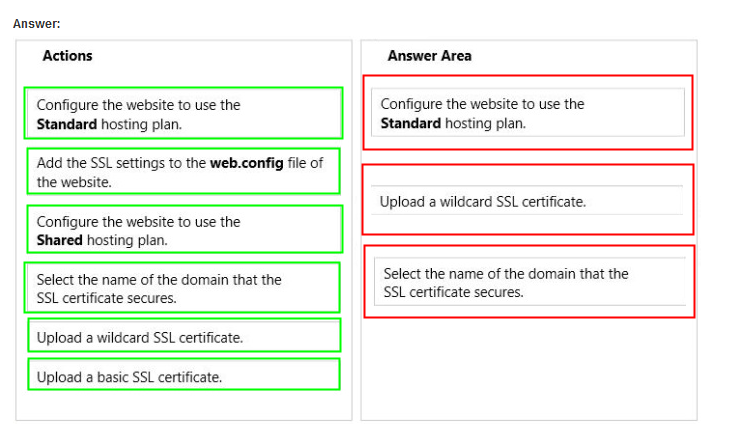 Answer:
Actions
Configure the website to use the
Standard hosting plan.
Add the SSL settings to the web.config file of
the website.
Configure the website to use the
Shared hosting plan.
Select the name of the domain that the
SSL certificate secures.
Upload a wildcard SSL certificate.
Upload a basic SSL certificate.
Answer Area
Configure the website to use the
Standard hosting plan.
Upload a wildcard SSL certificate.
Select the name of the domain that the
SSL certificate secures.